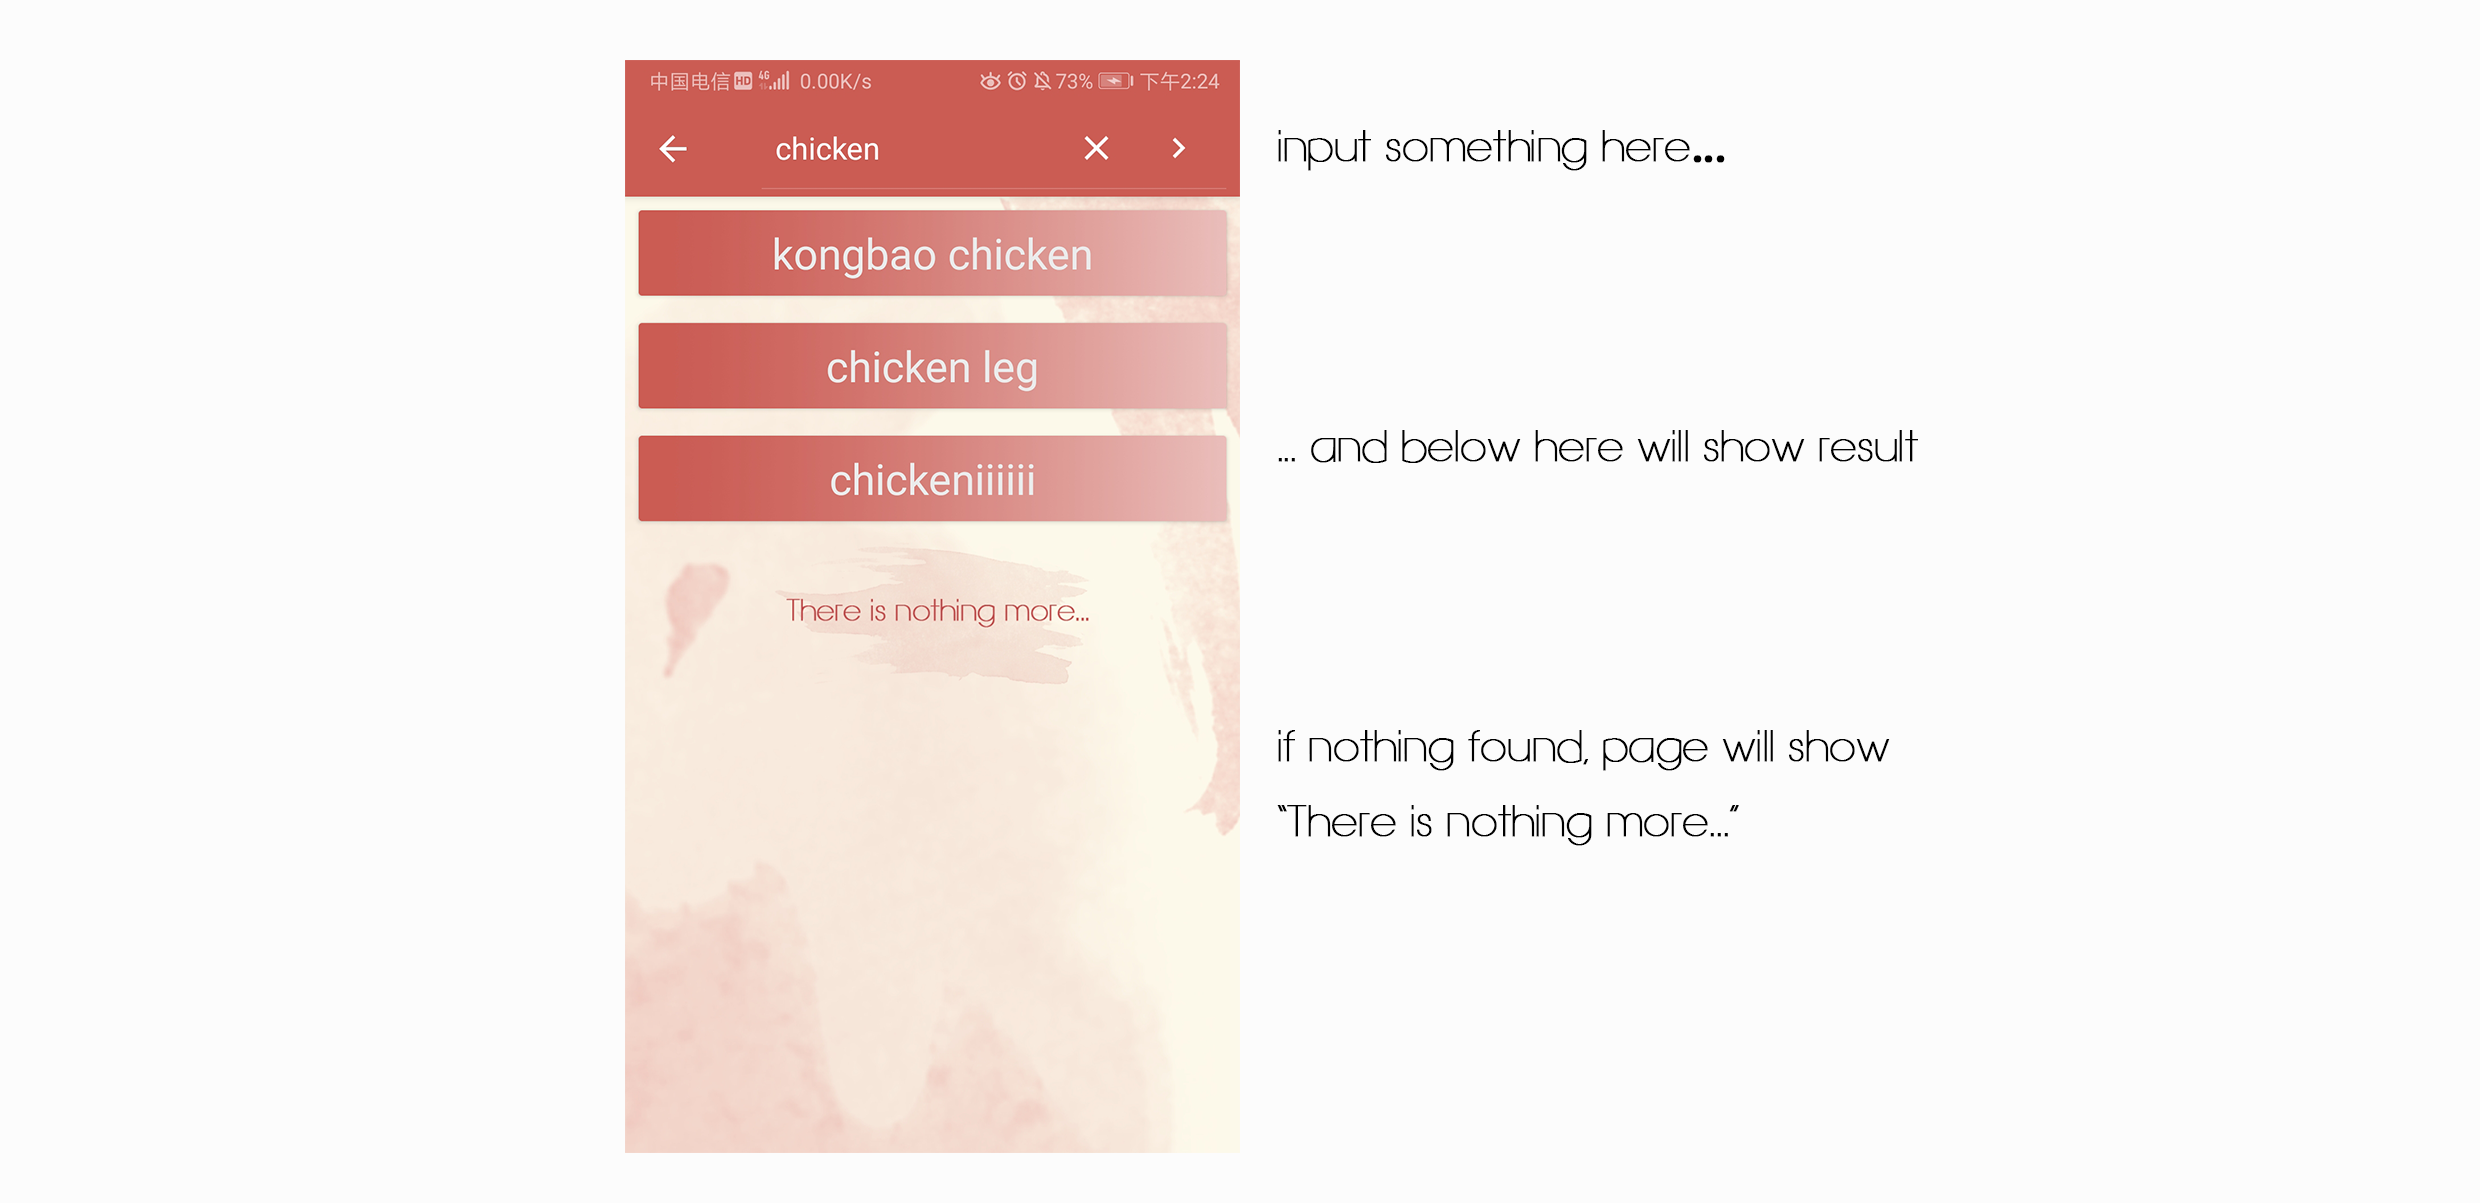 中国电信 HD 4G 0.00K/s 73% 下午2:24
chicken
input something here...
kongbao chicken
chicken leg
... and below here will show result
chickeniiiiii
There is nothing more...
if nothing found, page will show
“There is nothing more...”